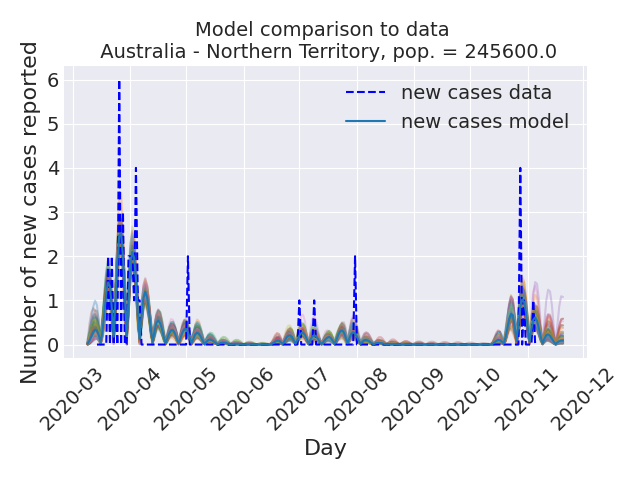 Model comparison to data
Australia - Northern Territory, pop. = 245600.0
Number of new cases reported
6
5
4
3
2
1
0
new cases data
new cases model
2020-03
2020-04
2020-05
2020-06
2020-07
2020-08
2020-09
2020-10
2020-11
2020-12
Day